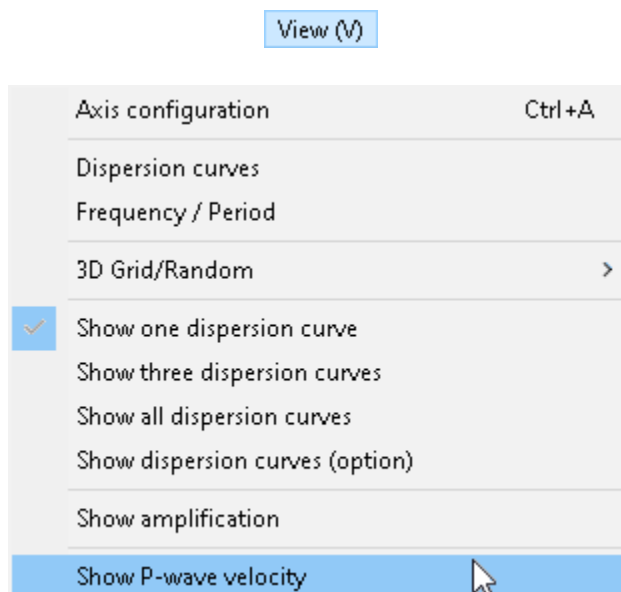 View (V)
Axis configuration Ctrl+A
Dispersion curves
Frequency / Period
3D Grid/Random
Show one dispersion curve
Show three dispersion curves
Show all dispersion curves
Show dispersion curves (option)
Show amplification
Show P-wave velocity